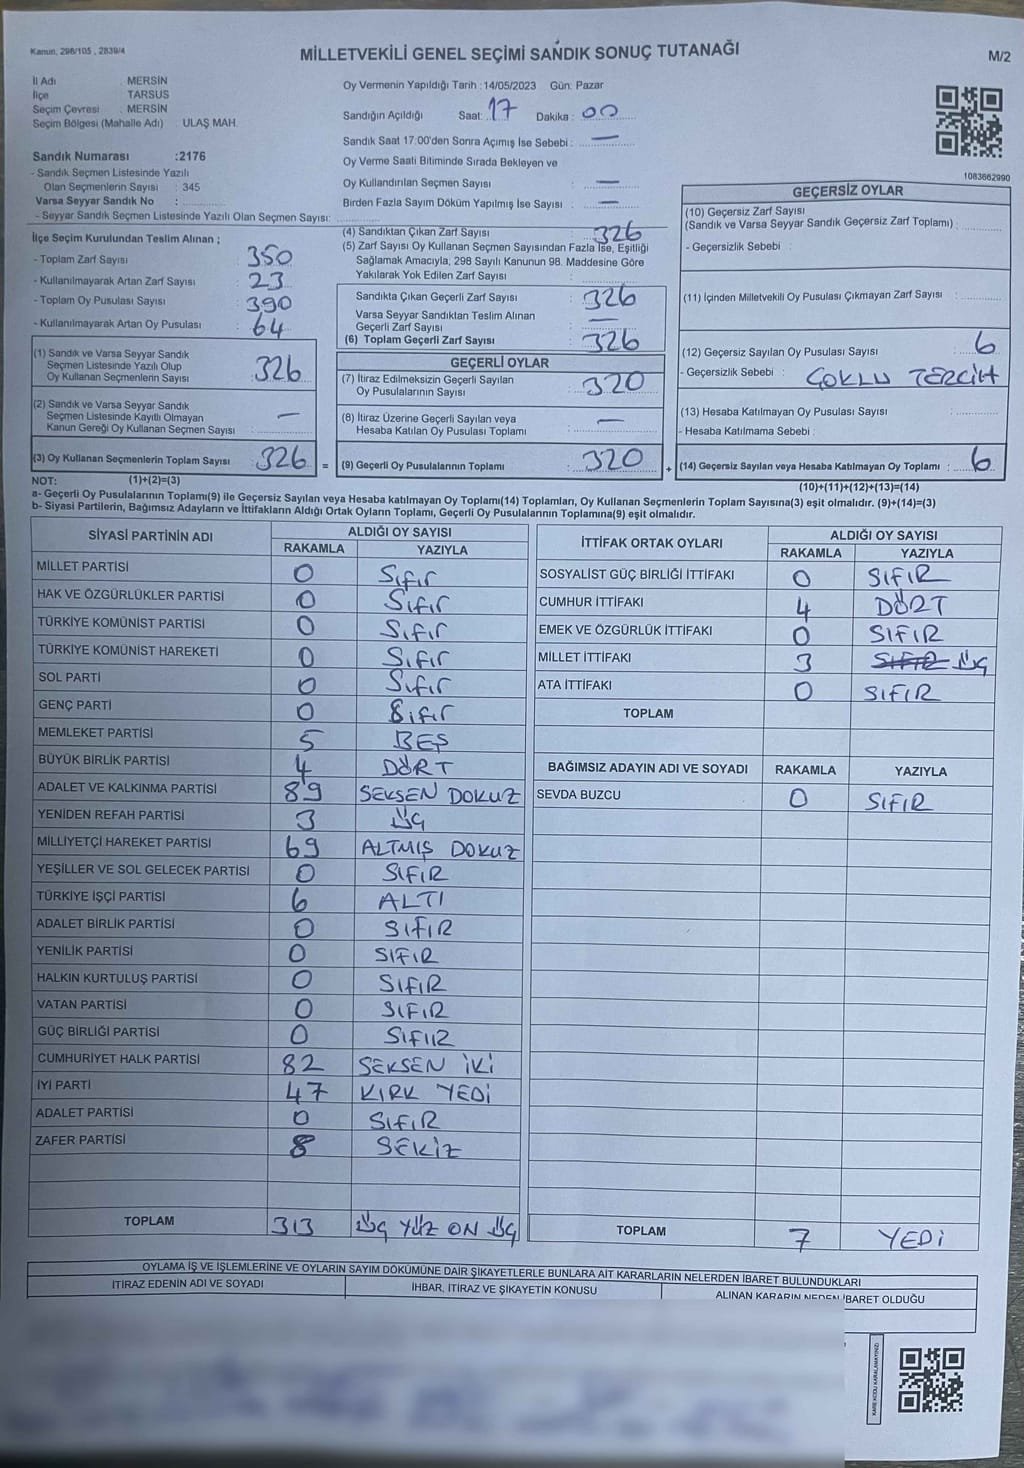 Kanun, 298/105 , 2839/4
MİLLETVEKİLİ GENEL SEÇİMİ SANDIK SONUÇ TUTANAĞI
M/2
İl Adı MERSİN
İlçe TARSUS
Seçim Çevresi : MERSİN
Seçim Bölgesi (Mahalle Adı) : ULAŞ MAH.
Sandık Numarası :2176
- Sandık Seçmen Listesinde Yazılı
Olan Seçmenlerin Sayısı : 345
Varsa Seyyar Sandık No :
- Seyyar Sandık Seçmen Listesinde Yazılı Olan Seçmen Sayısı:
Oy Vermenin Yapıldığı Tarih :14/05/2023 Gün: Pazar
Sandığın Açıldığı Saat: 17 Dakika : 00
Sandık Saat 17:00'den Sonra Açımış İse Sebebi : —
Oy Verme Saati Bitiminde Sırada Bekleyen ve
Oy Kullandırılan Seçmen Sayısı : —
Birden Fazla Sayım Döküm Yapılmış İse Sayısı : —
1083662990
İlçe Seçim Kurulundan Teslim Alınan ;
- Toplam Zarf Sayısı : 350
- Kullanılmayarak Artan Zarf Sayısı : 23
- Toplam Oy Pusulası Sayısı : 390
- Kullanılmayarak Artan Oy Pusulası : 64
(1) Sandık ve Varsa Seyyar Sandık
Seçmen Listesinde Yazılı Olup
Oy Kullanan Seçmenlerin Sayısı : 326
(2) Sandık ve Varsa Seyyar Sandık
Seçmen Listesinde Kayıtlı Olmayan
Kanun Gereği Oy Kullanan Seçmen Sayısı : —
(3) Oy Kullanan Seçmenlerin Toplam Sayısı : 326
(4) Sandıktan Çıkan Zarf Sayısı : 326
(5) Zarf Sayısı Oy Kullanan Seçmen Sayısından Fazla İse, Eşitliği
Sağlamak Amacıyla, 298 Sayılı Kanunun 98. Maddesine Göre
Yakılarak Yok Edilen Zarf Sayısı :
Sandıkta Çıkan Geçerli Zarf Sayısı : 326
Varsa Seyyar Sandıktan Teslim Alınan
Geçerli Zarf Sayısı : —
(6) Toplam Geçerli Zarf Sayısı : 326
GEÇERLİ OYLAR
(7) İtiraz Edilmeksizin Geçerli Sayılan
Oy Pusulalarının Sayısı : 320
(8) İtiraz Üzerine Geçerli Sayılan veya
Hesaba Katılan Oy Pusulası Toplamı : —
= (9) Geçerli Oy Pusulalarının Toplamı : 320
GEÇERSİZ OYLAR
(10) Geçersiz Zarf Sayısı
(Sandık ve Varsa Seyyar Sandık Geçersiz Zarf Toplamı) :
- Geçersizlik Sebebi :
(11) İçinden Milletvekili Oy Pusulası Çıkmayan Zarf Sayısı :
(12) Geçersiz Sayılan Oy Pusulası Sayısı : 6
- Geçersizlik Sebebi : ÇOKLU TERCİH
(13) Hesaba Katılmayan Oy Pusulası Sayısı :
- Hesaba Katılmama Sebebi :
+ (14) Geçersiz Sayılan veya Hesaba Katılmayan Oy Toplamı : 6
NOT: (1)+(2)=(3)
(10)+(11)+(12)+(13)=(14)
a- Geçerli Oy Pusulalarının Toplamı(9) ile Geçersiz Sayılan veya Hesaba katılmayan Oy Toplamı(14) Toplamları, Oy Kullanan Seçmenlerin Toplam Sayısına(3) eşit olmalıdır. (9)+(14)=(3)
b- Siyasi Partilerin, Bağımsız Adayların ve İttifakların Aldığı Ortak Oyların Toplamı, Geçerli Oy Pusulalarının Toplamına(9) eşit olmalıdır.
SİYASİ PARTİNİN ADI ALDIĞI OY SAYISI
RAKAMLA YAZIYLA
MİLLET PARTİSİ 0 Sıfır
HAK VE ÖZGÜRLÜKLER PARTİSİ 0 Sıfır
TÜRKİYE KOMÜNİST PARTİSİ 0 Sıfır
TÜRKİYE KOMÜNİST HAREKETİ 0 Sıfır
SOL PARTİ 0 Sıfır
GENÇ PARTİ 0 Sıfır
MEMLEKET PARTİSİ 5 BEŞ
BÜYÜK BİRLİK PARTİSİ 4 DÖRT
ADALET VE KALKINMA PARTİSİ 89 SEKSEN DOKUZ
YENİDEN REFAH PARTİSİ 3 ÜÇ
MİLLİYETÇİ HAREKET PARTİSİ 69 ALTMIŞ DOKUZ
YEŞİLLER VE SOL GELECEK PARTİSİ 0 SIFIR
TÜRKİYE İŞÇİ PARTİSİ 6 ALTI
ADALET BİRLİK PARTİSİ 0 SIFIR
YENİLİK PARTİSİ 0 SIFIR
HALKIN KURTULUŞ PARTİSİ 0 SIFIR
VATAN PARTİSİ 0 SIFIR
GÜÇ BİRLİĞİ PARTİSİ 0 SIFIR
CUMHURİYET HALK PARTİSİ 82 SEKSEN İKİ
İYİ PARTİ 47 KIRK YEDİ
ADALET PARTİSİ 0 SIFIR
ZAFER PARTİSİ 8 SEKİZ
TOPLAM 313 ÜÇ YÜZ ON ÜÇ
İTTİFAK ORTAK OYLARI ALDIĞI OY SAYISI
RAKAMLA YAZIYLA
SOSYALİST GÜÇ BİRLİĞİ İTTİFAKI 0 SIFIR
CUMHUR İTTİFAKI 4 DÖRT
EMEK VE ÖZGÜRLÜK İTTİFAKI 0 SIFIR
MİLLET İTTİFAKI 3 SIFIR ÜÇ
ATA İTTİFAKI 0 SIFIR
TOPLAM
BAĞIMSIZ ADAYIN ADI VE SOYADI RAKAMLA YAZIYLA
SEVDA BUZCU 0 SIFIR
TOPLAM 7 YEDİ
OYLAMA İŞ VE İŞLEMLERİNE VE OYLARIN SAYIM DÖKÜMÜNE DAİR ŞİKAYETLERLE BUNLARA AİT KARARLARIN NELERDEN İBARET BULUNDUKLARI
İTİRAZ EDENİN ADI VE SOYADI İHBAR, İTİRAZ VE ŞİKAYETİN KONUSU ALINAN KARARIN NEDEN İBARET OLDUĞU
KARE KODU KARALAMAYINIZ!